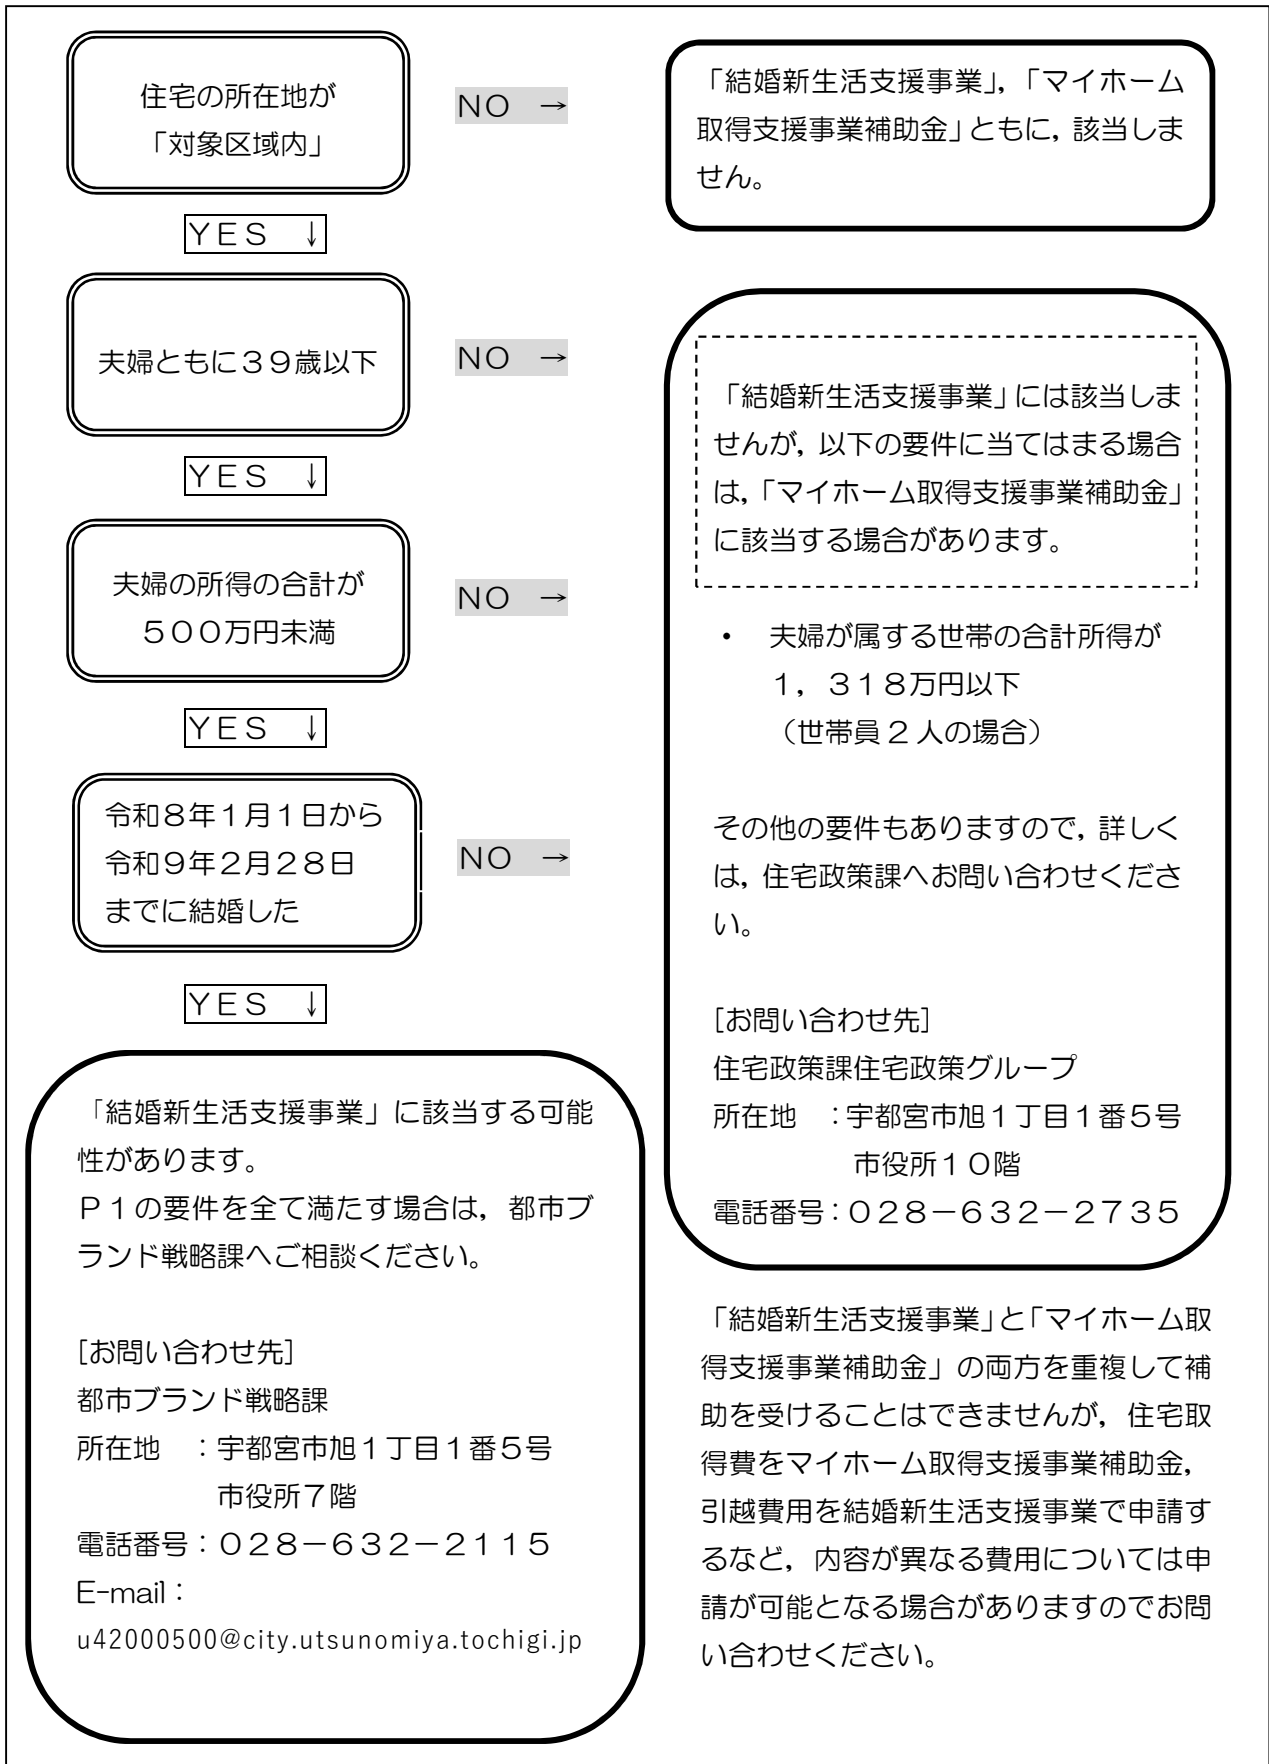 住宅の所在地が
「対象区域内」
ＮＯ　→
「結婚新生活支援事業」，「マイホーム
取得支援事業補助金」ともに，該当しま
せん。
ＹＥＳ　↓
夫婦ともに３９歳以下
ＮＯ　→
ＹＥＳ　↓
夫婦の所得の合計が
５００万円未満
ＮＯ　→
ＹＥＳ　↓
令和８年１月１日から
令和９年２月２８日
までに結婚した
ＮＯ　→
ＹＥＳ　↓
「結婚新生活支援事業」には該当しま
せんが，以下の要件に当てはまる場合
は，「マイホーム取得支援事業補助金」
に該当する場合があります。
・　夫婦が属する世帯の合計所得が
１，３１８万円以下
（世帯員２人の場合）
その他の要件もありますので，詳しく
は，住宅政策課へお問い合わせくださ
い。
[お問い合わせ先]
住宅政策課住宅政策グループ
所在地　：宇都宮市旭１丁目１番５号
市役所１０階
電話番号：０２８－６３２－２７３５
「結婚新生活支援事業」に該当する可能
性があります。
Ｐ１の要件を全て満たす場合は，都市ブ
ランド戦略課へご相談ください。
[お問い合わせ先]
都市ブランド戦略課
所在地　：宇都宮市旭１丁目１番５号
市役所７階
電話番号：０２８－６３２－２１１５
E-mail：
u42000500@city.utsunomiya.tochigi.jp
「結婚新生活支援事業」と「マイホーム取
得支援事業補助金」の両方を重複して補
助を受けることはできませんが，住宅取
得費をマイホーム取得支援事業補助金，
引越費用を結婚新生活支援事業で申請す
るなど，内容が異なる費用については申
請が可能となる場合がありますのでお問
い合わせください。